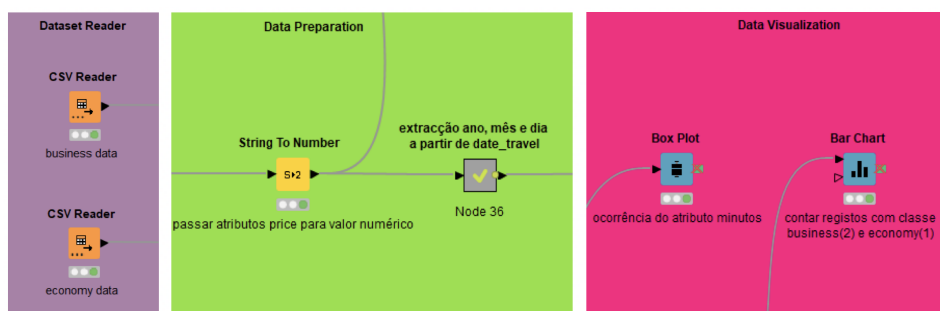 Dataset Reader
CSV Reader
business data
CSV Reader
economy data
Data Preparation
String To Number
S▸2
passar atributos price para valor numérico
extracção ano, mês e dia
a partir de date_travel
Node 36
Data Visualization
Box Plot
ocorrência do atributo minutos
Bar Chart
contar registos com classe
business(2) e economy(1)